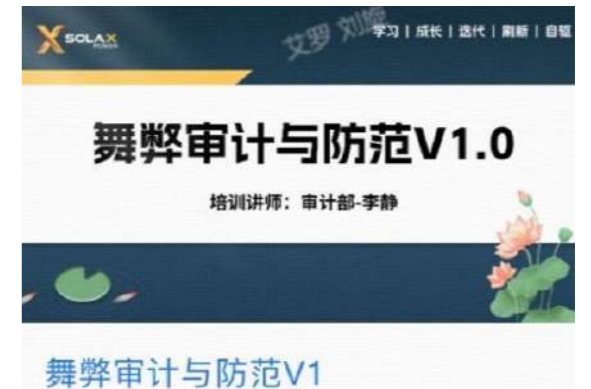 SOLAX
POWER
学习 | 成长 | 迭代 | 刷新 | 自驱
艾罗 刘
舞弊审计与防范V1.0
培训讲师：审计部-李静
舞弊审计与防范V1